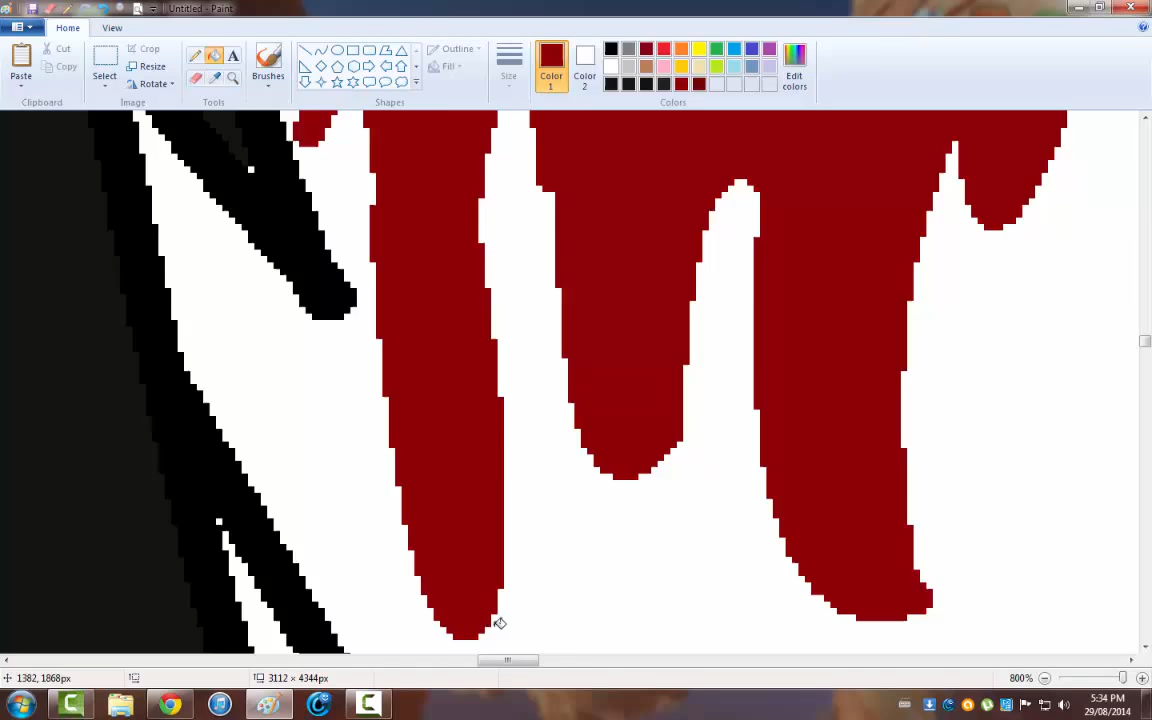 Untitled - Paint
Home View
Cut
Copy
Paste
Clipboard
Crop
Resize
Rotate
Select
Image
Tools
Brushes
Outline
Fill
Shapes
Size
Color 1
Color 2
Edit colors
Colors
1382, 1868px
3112 × 4344px
800%
5:34 PM
29/08/2014